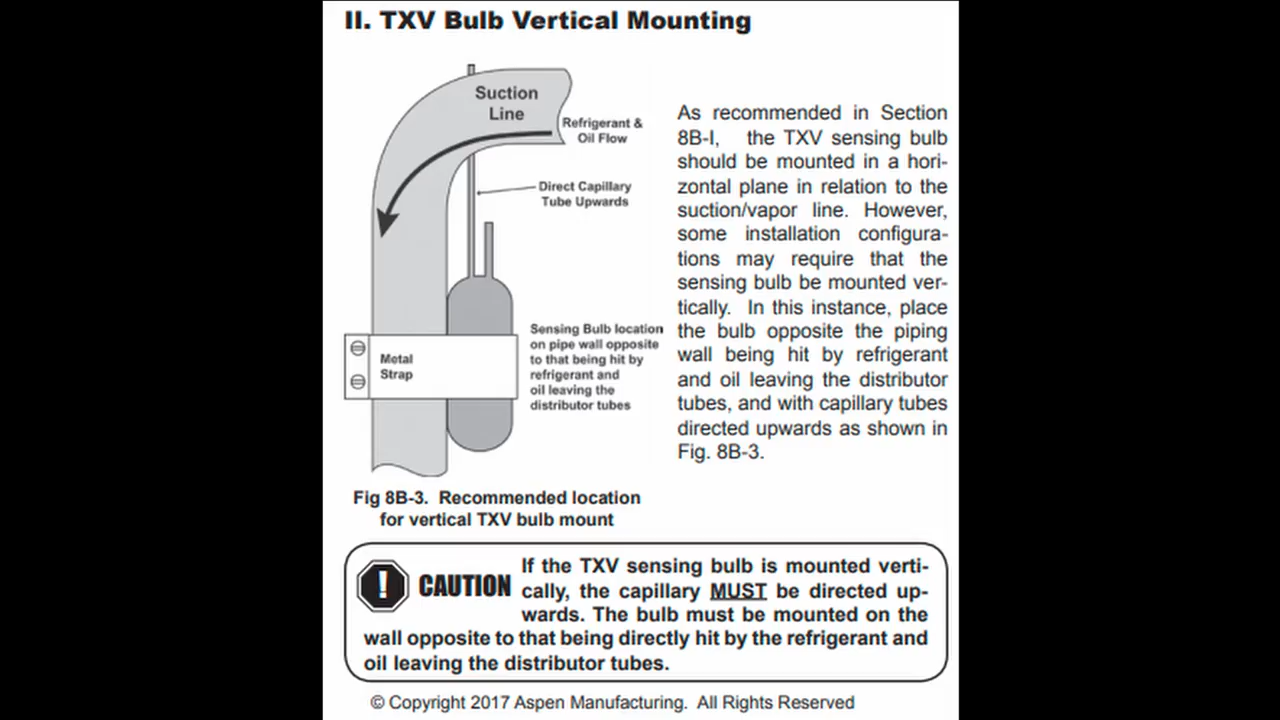 II. TXV Bulb Vertical Mounting
Suction
Line
Refrigerant &
Oil Flow
Direct Capillary
Tube Upwards
Sensing Bulb location
on pipe wall opposite
to that being hit by
refrigerant and
oil leaving the
distributor tubes
Metal
Strap
Fig 8B-3. Recommended location
for vertical TXV bulb mount
As recommended in Section
8B-I, the TXV sensing bulb
should be mounted in a hori-
zontal plane in relation to the
suction/vapor line. However,
some installation configura-
tions may require that the
sensing bulb be mounted ver-
tically. In this instance, place
the bulb opposite the piping
wall being hit by refrigerant
and oil leaving the distributor
tubes, and with capillary tubes
directed upwards as shown in
Fig. 8B-3.
! CAUTION
If the TXV sensing bulb is mounted verti-
cally, the capillary MUST be directed up-
wards. The bulb must be mounted on the
wall opposite to that being directly hit by the refrigerant and
oil leaving the distributor tubes.
© Copyright 2017 Aspen Manufacturing. All Rights Reserved